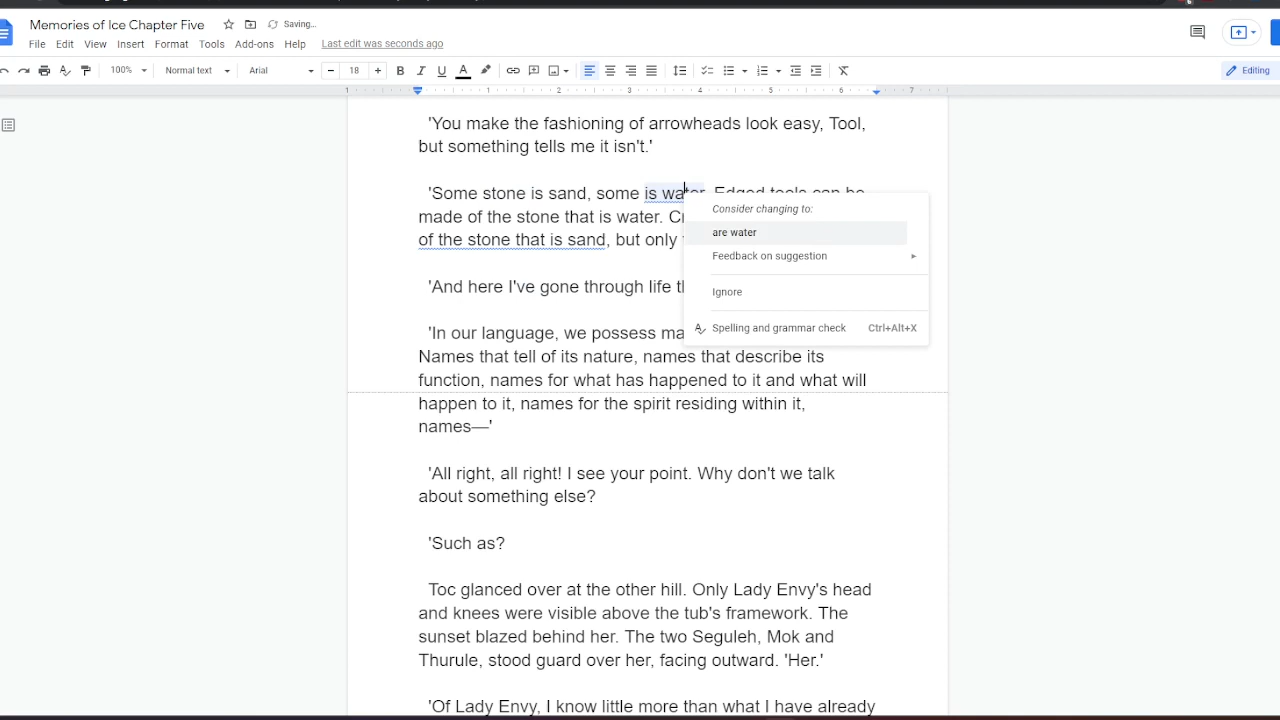 Memories of Ice Chapter Five
Saving...
File Edit View Insert Format Tools Add-ons Help Last edit was seconds ago
100% Normal text Arial 18 B I U A Editing
1 1 2 3 4 5 6 7
'You make the fashioning of arrowheads look easy, Tool,
but something tells me it isn't.'
'Some stone is sand, some is water. Edged tools can be
made of the stone that is water.
of the stone that is sand, but only
Consider changing to:
are water
Feedback on suggestion
Ignore
Spelling and grammar check Ctrl+Alt+X
'And here I've gone through life
'In our language, we possess
Names that tell of its nature, names that describe its
function, names for what has happened to it and what will
happen to it, names for the spirit residing within it,
names—'
'All right, all right! I see your point. Why don't we talk
about something else?
'Such as?
Toc glanced over at the other hill. Only Lady Envy's head
and knees were visible above the tub's framework. The
sunset blazed behind her. The two Seguleh, Mok and
Thurule, stood guard over her, facing outward. 'Her.'
'Of Lady Envy, I know little more than what I have already